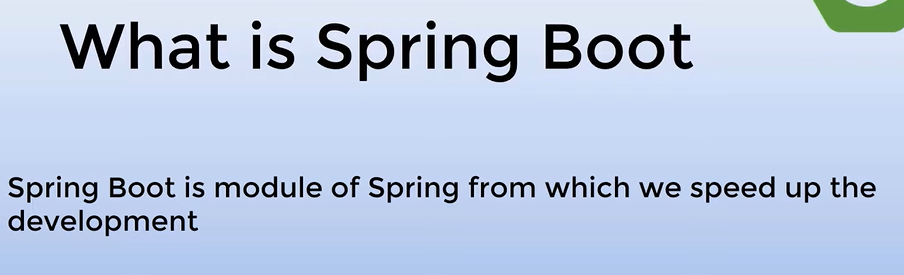 What is Spring Boot
Spring Boot is module of Spring from which we speed up the
development